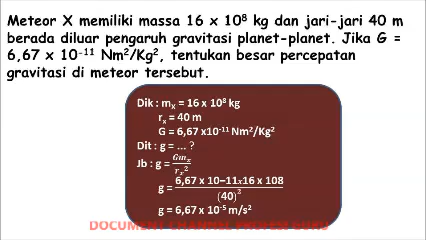 Meteor X memiliki massa 16 x 10⁸ kg dan jari-jari 40 m
berada diluar pengaruh gravitasi planet-planet. Jika G =
6,67 x 10⁻¹¹ Nm²/Kg², tentukan besar percepatan
gravitasi di meteor tersebut.
Dik : mₓ = 16 x 10⁸ kg
rₓ = 40 m
G = 6,67 x10⁻¹¹ Nm²/Kg²
Dit : g = ... ?
Jb : g = Gmₓ / rₓ²
g = 6,67 x 10−11x16 x 108 / (40)²
g = 6,67 x 10⁻⁵ m/s²